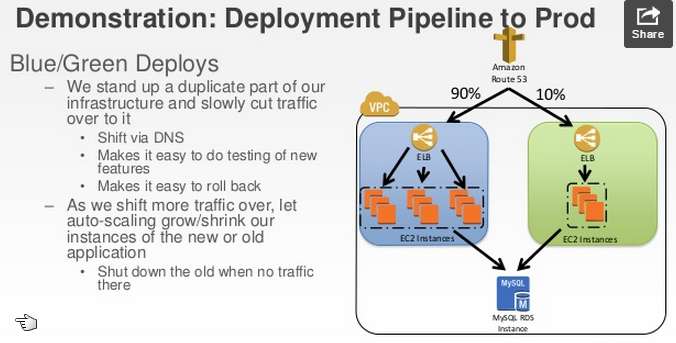 Demonstration: Deployment Pipeline to Prod
Share
Blue/Green Deploys
– We stand up a duplicate part of our
infrastructure and slowly cut traffic
over to it
• Shift via DNS
• Makes it easy to do testing of new
features
• Makes it easy to roll back
– As we shift more traffic over, let
auto-scaling grow/shrink our
instances of the new or old
application
• Shut down the old when no traffic
there
Amazon
Route 53
90%
10%
VPC
ELB
ELB
EC2 Instances
EC2 Instances
MySQL
M
MySQL RDS
Instance